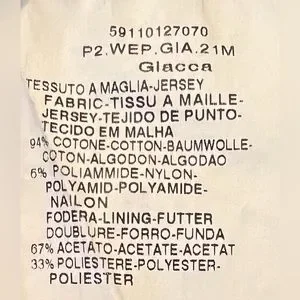 59110127070
P2.WEP.GIA.21M
Giacca
TESSUTO A MAGLIA-JERSEY
FABRIC-TISSU A MAILLE-
JERSEY-TEJIDO DE PUNTO-
TECIDO EM MALHA
94% COTONE-COTTON-BAUMWOLLE-
COTON-ALGODON-ALGODAO
6% POLIAMMIDE-NYLON-
POLYAMID-POLYAMIDE-
NAILON
FODERA-LINING-FUTTER
DOUBLURE-FORRO-FUNDA
67% ACETATO-ACETATE-ACETAT
33% POLIESTERE-POLYESTER-
POLIESTER